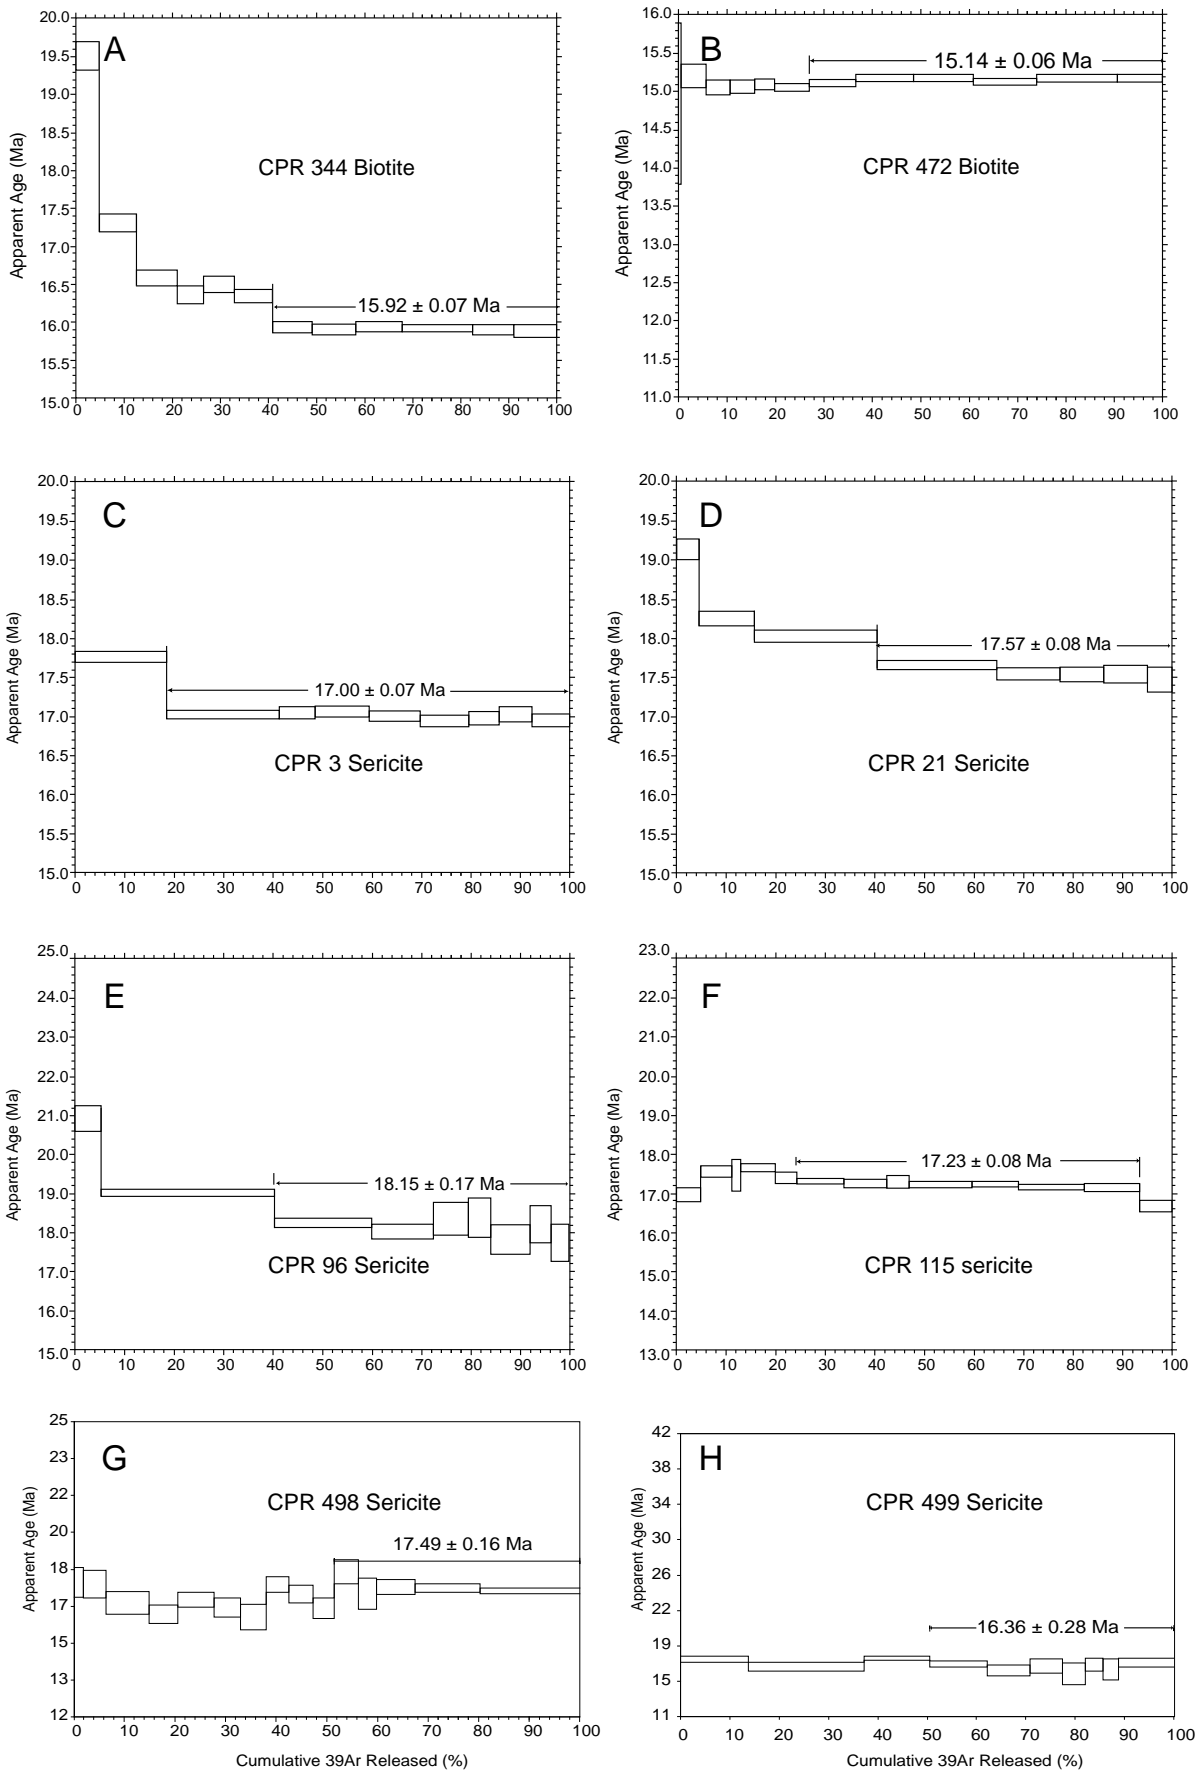 A
CPR 344 Biotite
15.92 ± 0.07 Ma
Apparent Age (Ma)
20.0
19.5
19.0
18.5
18.0
17.5
17.0
16.5
16.0
15.5
15.0
0 10 20 30 40 50 60 70 80 90 100
B
15.14 ± 0.06 Ma
CPR 472 Biotite
Apparent Age (Ma)
16.0
15.5
15.0
14.5
14.0
13.5
13.0
12.5
12.0
11.5
11.0
0 10 20 30 40 50 60 70 80 90 100
C
17.00 ± 0.07 Ma
CPR 3 Sericite
Apparent Age (Ma)
20.0
19.5
19.0
18.5
18.0
17.5
17.0
16.5
16.0
15.5
15.0
0 10 20 30 40 50 60 70 80 90 100
D
17.57 ± 0.08 Ma
CPR 21 Sericite
Apparent Age (Ma)
20.0
19.5
19.0
18.5
18.0
17.5
17.0
16.5
16.0
15.5
15.0
0 10 20 30 40 50 60 70 80 90 100
E
18.15 ± 0.17 Ma
CPR 96 Sericite
Apparent Age (Ma)
25.0
24.0
23.0
22.0
21.0
20.0
19.0
18.0
17.0
16.0
15.0
0 10 20 30 40 50 60 70 80 90 100
F
17.23 ± 0.08 Ma
CPR 115 sericite
Apparent Age (Ma)
23.0
22.0
21.0
20.0
19.0
18.0
17.0
16.0
15.0
14.0
13.0
0 10 20 30 40 50 60 70 80 90 100
G
CPR 498 Sericite
17.49 ± 0.16 Ma
Apparent Age (Ma)
25
23
22
20
18
17
15
13
12
0 10 20 30 40 50 60 70 80 90 100
Cumulative 39Ar Released (%)
H
CPR 499 Sericite
16.36 ± 0.28 Ma
Apparent Age (Ma)
42
38
34
30
26
22
19
15
11
0 10 20 30 40 50 60 70 80 90 100
Cumulative 39Ar Released (%)